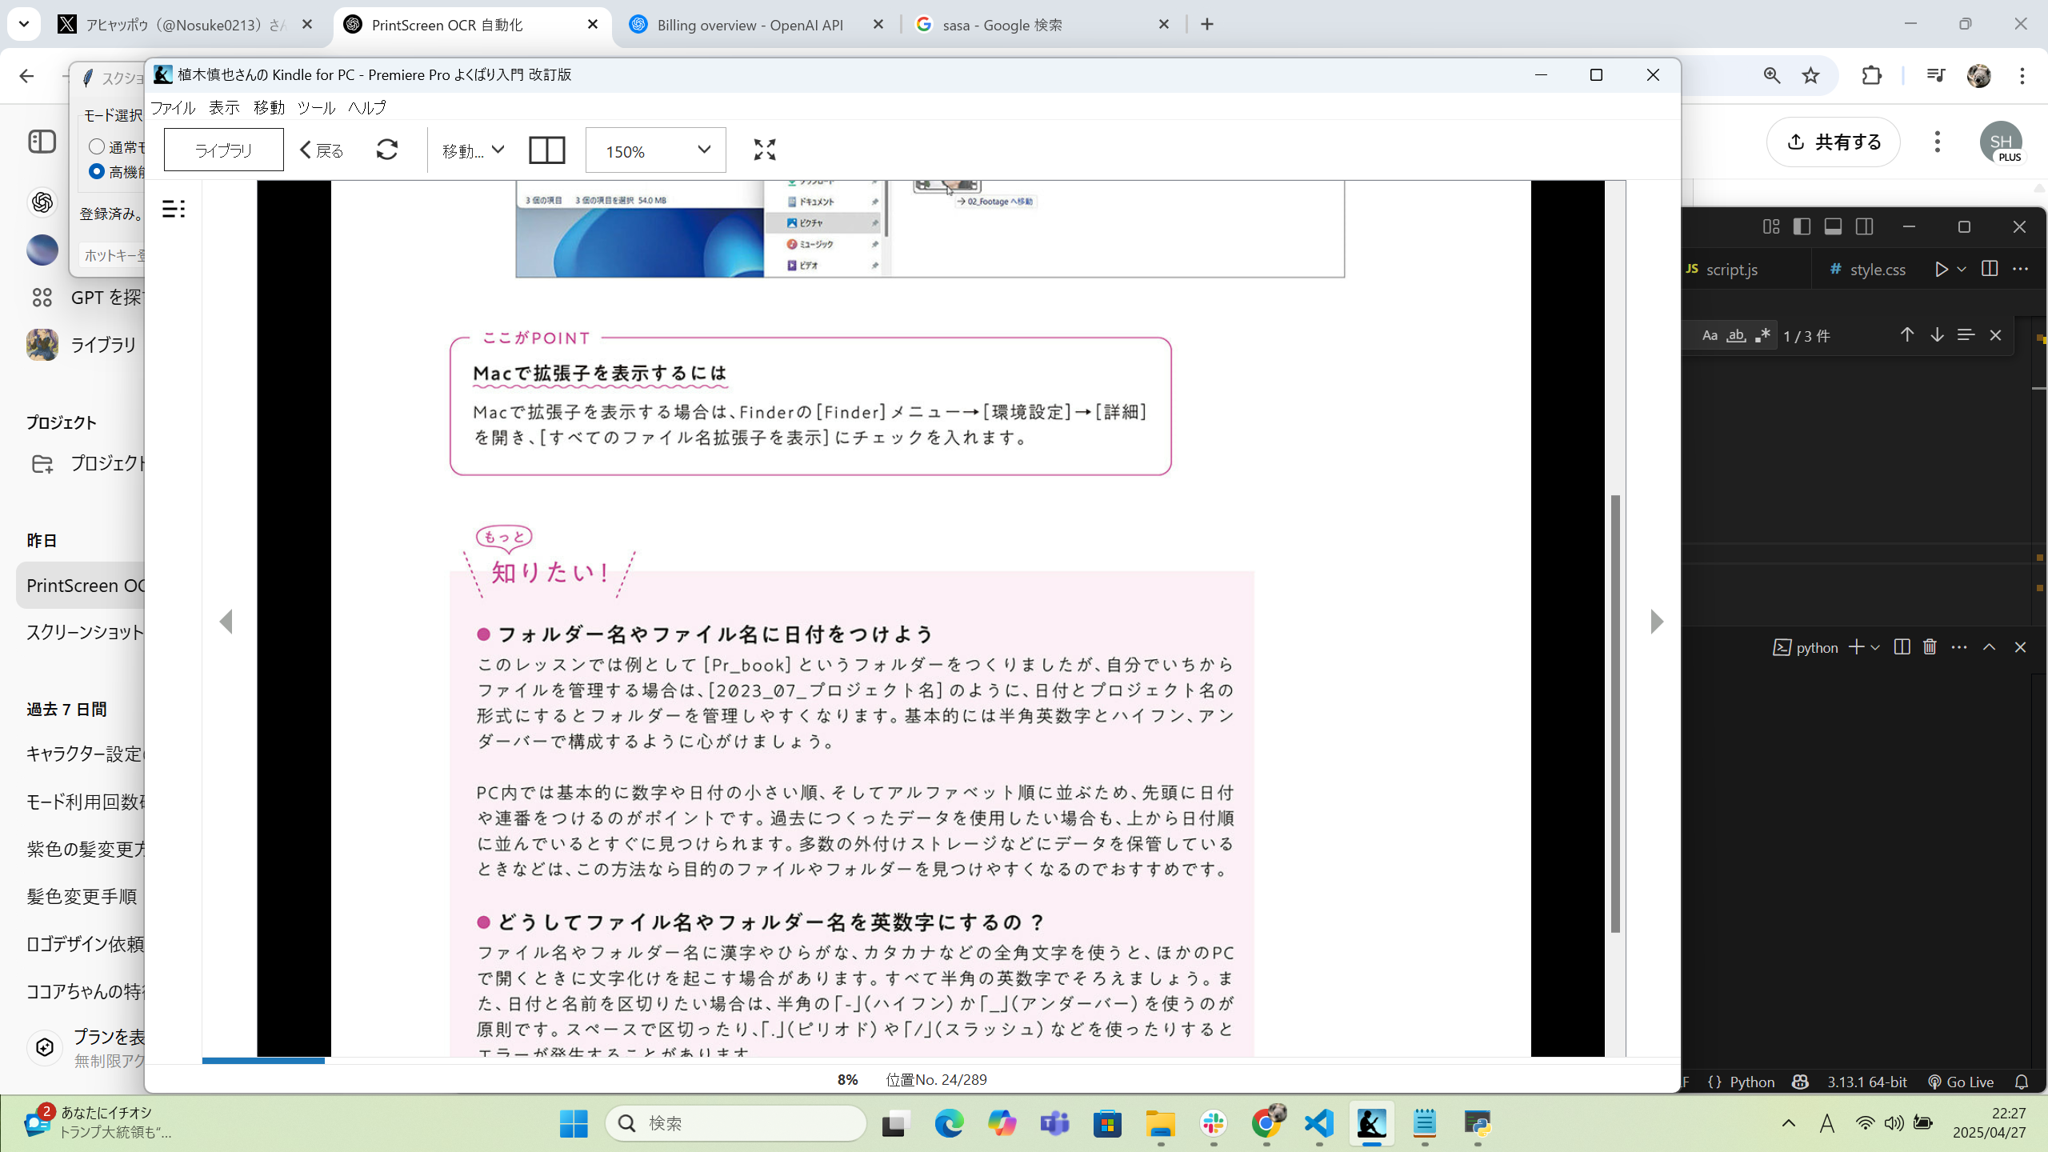 アヒャッポゥ（@Nosuke0213）さ
PrintScreen OCR 自動化
Billing overview - OpenAI API
sasa - Google 検索
スクショ
植木慎也さんの Kindle for PC - Premiere Pro よくばり入門 改訂版
ファイル 表示 移動 ツール ヘルプ
モード選択
通常モ
高機能
登録済み。
ホットキー登
ライブラリ
戻る
移動...
150%
共有する
SH
PLUS
GPT を探
ライブラリ
プロジェクト
プロジェクト
昨日
PrintScreen OC
スクリーンショット
過去 7 日間
キャラクター設定
モード利用回数
紫色の髪変更方
髪色変更手順
ロゴデザイン依頼
ココアちゃんの特徴
プランを表
無制限アク
ダウンロード
3 個の項目 3 個の項目を選択 54.0 MB
ドキュメント
ピクチャ
ミュージック
ビデオ
→ 02_Footage へ移動
ここがPOINT
Macで拡張子を表示するには
Macで拡張子を表示する場合は、Finderの［Finder］メニュー→［環境設定］→［詳細］
を開き、［すべてのファイル名拡張子を表示］にチェックを入れます。
もっと
知りたい！
●フォルダー名やファイル名に日付をつけよう
このレッスンでは例として［Pr_book］というフォルダーをつくりましたが、自分でいちから
ファイルを管理する場合は、［2023_07_プロジェクト名］のように、日付とプロジェクト名の
形式にするとフォルダーを管理しやすくなります。基本的には半角英数字とハイフン、アン
ダーバーで構成するように心がけましょう。
PC内では基本的に数字や日付の小さい順、そしてアルファベット順に並ぶため、先頭に日付
や連番をつけるのがポイントです。過去につくったデータを使用したい場合も、上から日付順
に並んでいるとすぐに見つけられます。多数の外付けストレージなどにデータを保管している
ときなどは、この方法なら目的のファイルやフォルダーを見つけやすくなるのでおすすめです。
●どうしてファイル名やフォルダー名を英数字にするの？
ファイル名やフォルダー名に漢字やひらがな、カタカナなどの全角文字を使うと、ほかのPC
で開くときに文字化けを起こす場合があります。すべて半角の英数字でそろえましょう。ま
た、日付と名前を区切りたい場合は、半角の「-」（ハイフン）か「_」（アンダーバー）を使うのが
原則です。スペースで区切ったり、「.」（ピリオド）や「/」（スラッシュ）などを使ったりすると
エラーが発生することがあります。
8% 位置No. 24/289
JS script.js
# style.css
Aa ab 1 / 3 件
python
F {} Python 3.13.1 64-bit Go Live
2
あなたにイチオシ
トランプ大統領も“...
検索
A
22:27
2025/04/27